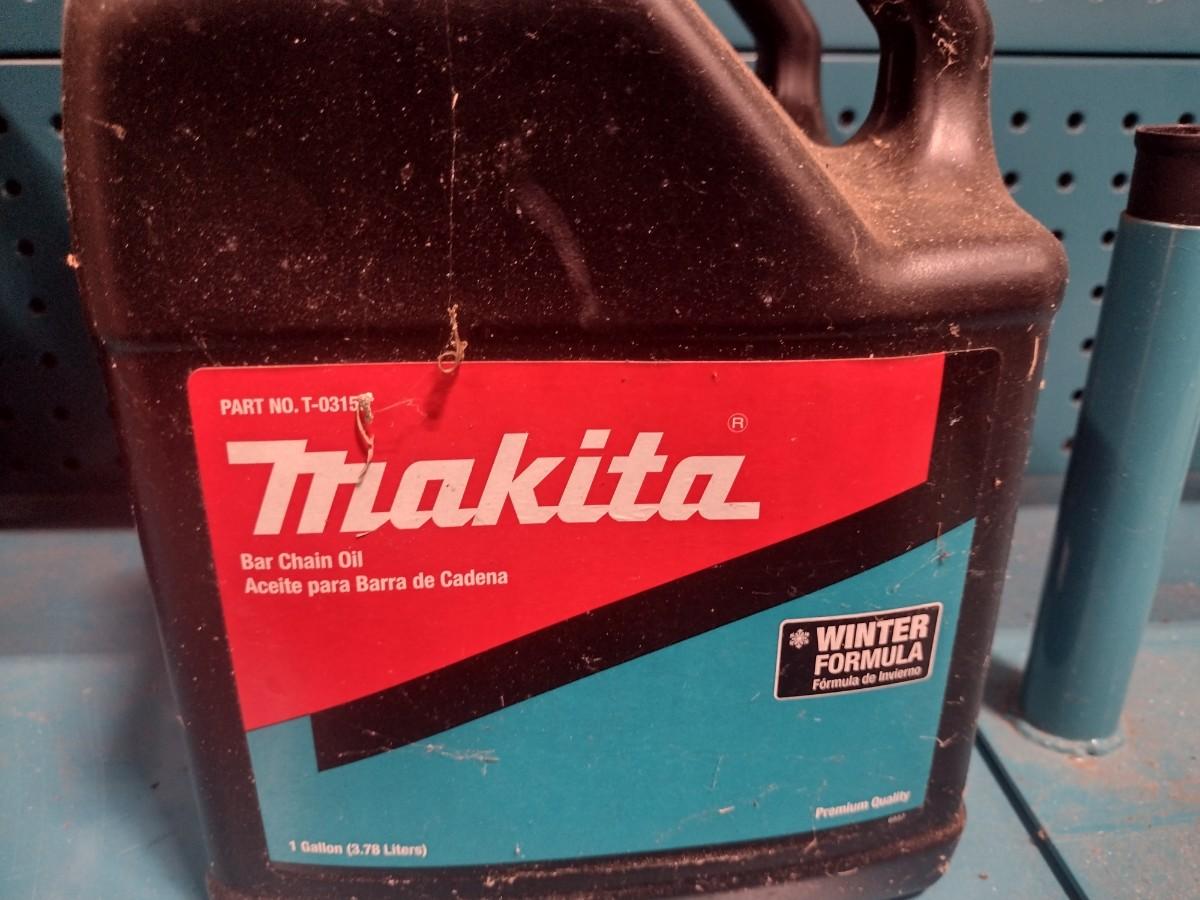 PART NO. T-0315
Makita ®
Bar Chain Oil
Aceite para Barra de Cadena
WINTER
FORMULA
Fórmula de Invierno
Premium Quality
1 Gallon (3.78 Liters)